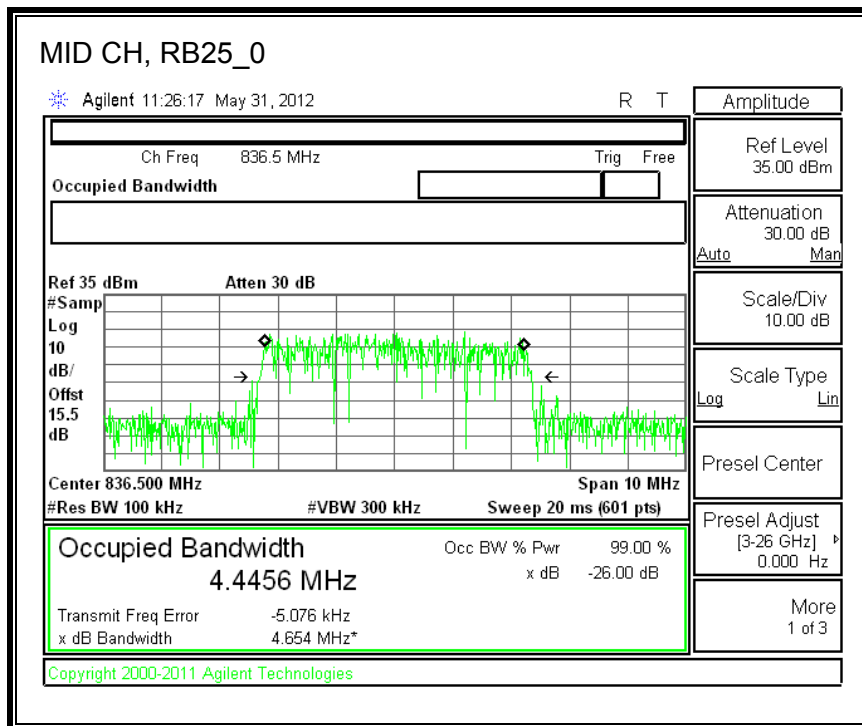 MID CH, RB25_0
Agilent 11:26:17 May 31, 2012 R T
Ch Freq 836.5 MHz Trig Free
Occupied Bandwidth
Ref 35 dBm Atten 30 dB
#Samp
Log
10
dB/
Offst
15.5
dB
Center 836.500 MHz Span 10 MHz
#Res BW 100 kHz #VBW 300 kHz Sweep 20 ms (601 pts)
Occupied Bandwidth Occ BW % Pwr 99.00 %
4.4456 MHz x dB -26.00 dB
Transmit Freq Error -5.076 kHz
x dB Bandwidth 4.654 MHz*
Copyright 2000-2011 Agilent Technologies
Amplitude
Ref Level
35.00 dBm
Attenuation
30.00 dB
Auto Man
Scale/Div
10.00 dB
Scale Type
Log Lin
Presel Center
Presel Adjust
[3-26 GHz]
0.000 Hz
More
1 of 3